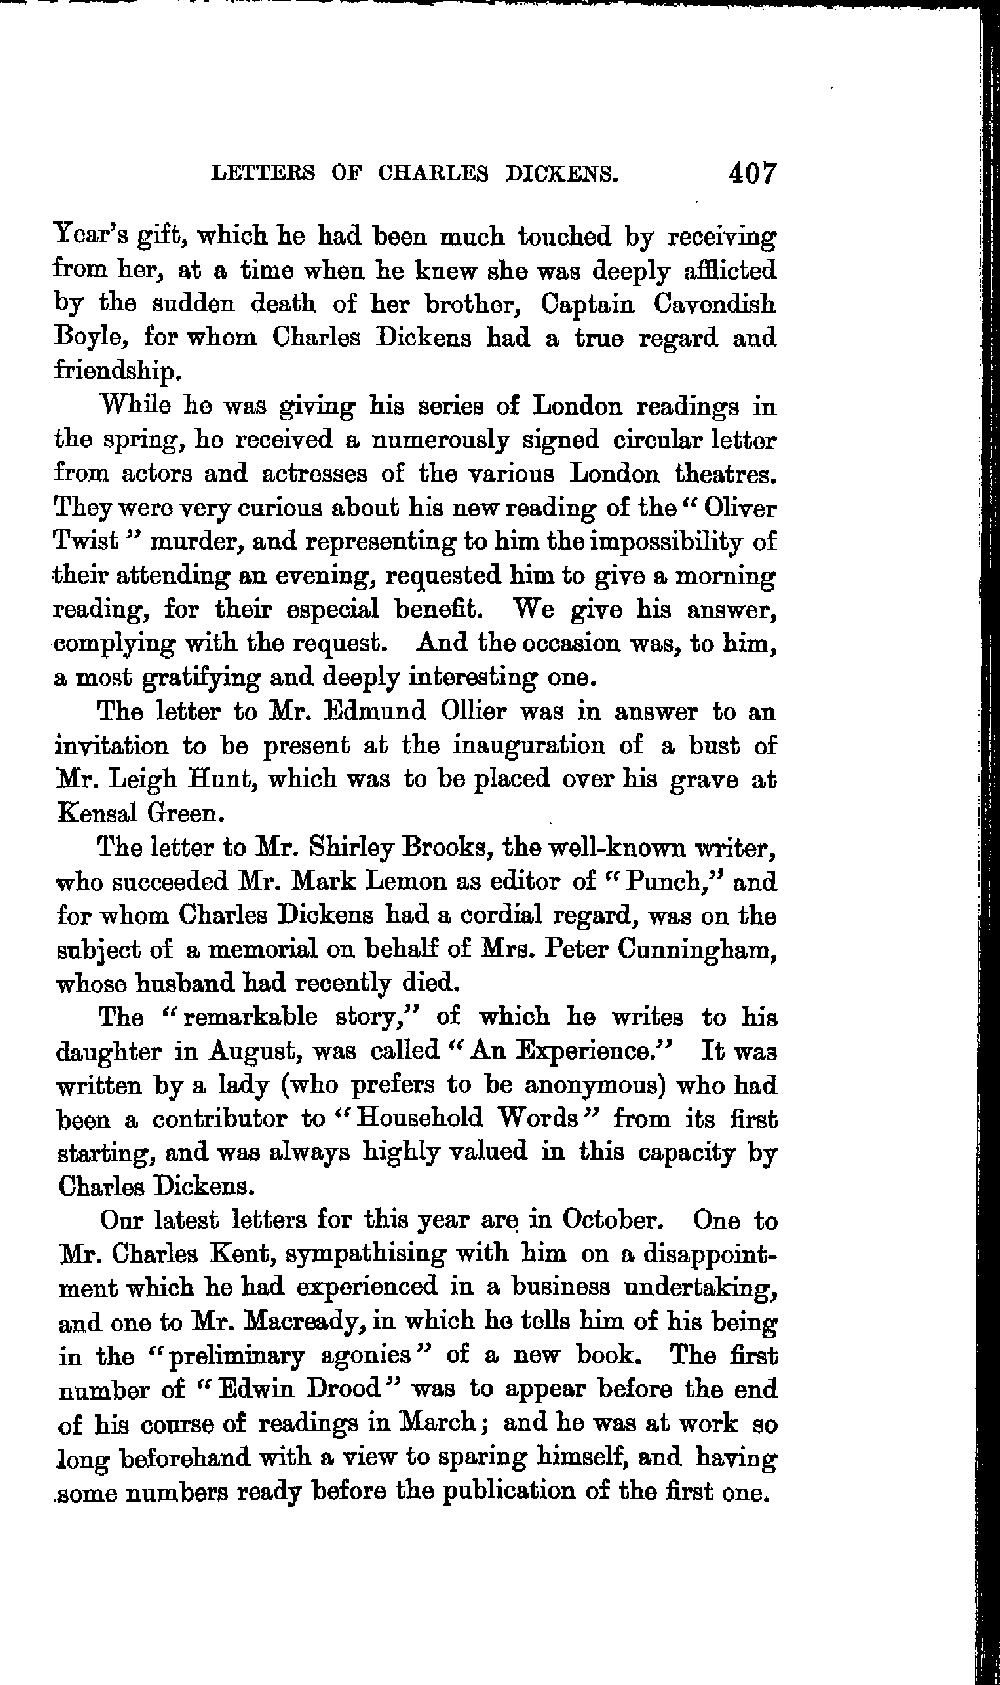 LETTERS OF CHARLES DICKENS. 407
Year's gift, which he had been much touched by receiving
from her, at a time when he knew she was deeply afflicted
by the sudden death of her brother, Captain Cavendish
Boyle, for whom Charles Dickens had a true regard and
friendship.
While he was giving his series of London readings in
the spring, he received a numerously signed circular letter
from actors and actresses of the various London theatres.
They were very curious about his new reading of the "Oliver
Twist" murder, and representing to him the impossibility of
their attending an evening, requested him to give a morning
reading, for their especial benefit. We give his answer,
complying with the request. And the occasion was, to him,
a most gratifying and deeply interesting one.
The letter to Mr. Edmund Ollier was in answer to an
invitation to be present at the inauguration of a bust of
Mr. Leigh Hunt, which was to be placed over his grave at
Kensal Green.
The letter to Mr. Shirley Brooks, the well-known writer,
who succeeded Mr. Mark Lemon as editor of "Punch," and
for whom Charles Dickens had a cordial regard, was on the
subject of a memorial on behalf of Mrs. Peter Cunningham,
whose husband had recently died.
The "remarkable story," of which he writes to his
daughter in August, was called "An Experience." It was
written by a lady (who prefers to be anonymous) who had
been a contributor to "Household Words" from its first
starting, and was always highly valued in this capacity by
Charles Dickens.
Our latest letters for this year are in October. One to
Mr. Charles Kent, sympathising with him on a disappoint-
ment which he had experienced in a business undertaking,
and one to Mr. Macready, in which he tells him of his being
in the "preliminary agonies" of a new book. The first
number of "Edwin Drood" was to appear before the end
of his course of readings in March; and he was at work so
long beforehand with a view to sparing himself, and having
some numbers ready before the publication of the first one.